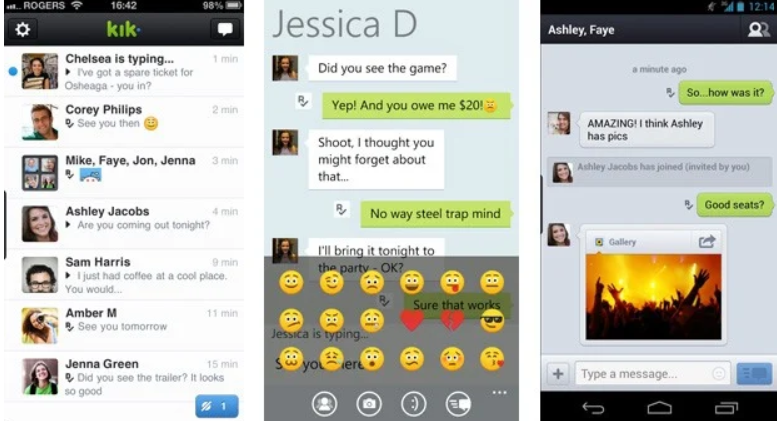 ROGERS 16:42 98%
kik·
Chelsea is typing... 1 min
I've got a spare ticket for
Osheaga - you in?
Corey Philips 2 min
See you then
Mike, Faye, Jon, Jenna 3 min
Ashley Jacobs 4 min
Are you coming out tonight?
Sam Harris 9 min
I just had coffee at a cool place.
You would...
Amber M 11 min
See you tomorrow
Jenna Green 15 min
Did you see the trailer? It looks
so good
1
Jessica D
Did you see the game?
R Yep! And you owe me $20!
Shoot, I thought you
might forget about
that...
R No way steel trap mind
I'll bring it tonight to
the party - OK?
R Sure that works
Jessica is typing...
12:14
Ashley, Faye
a minute ago
R So...how was it?
AMAZING! I think Ashley
has pics
Ashley Jacobs has joined (invited by you)
R Good seats?
Gallery
Type a message...